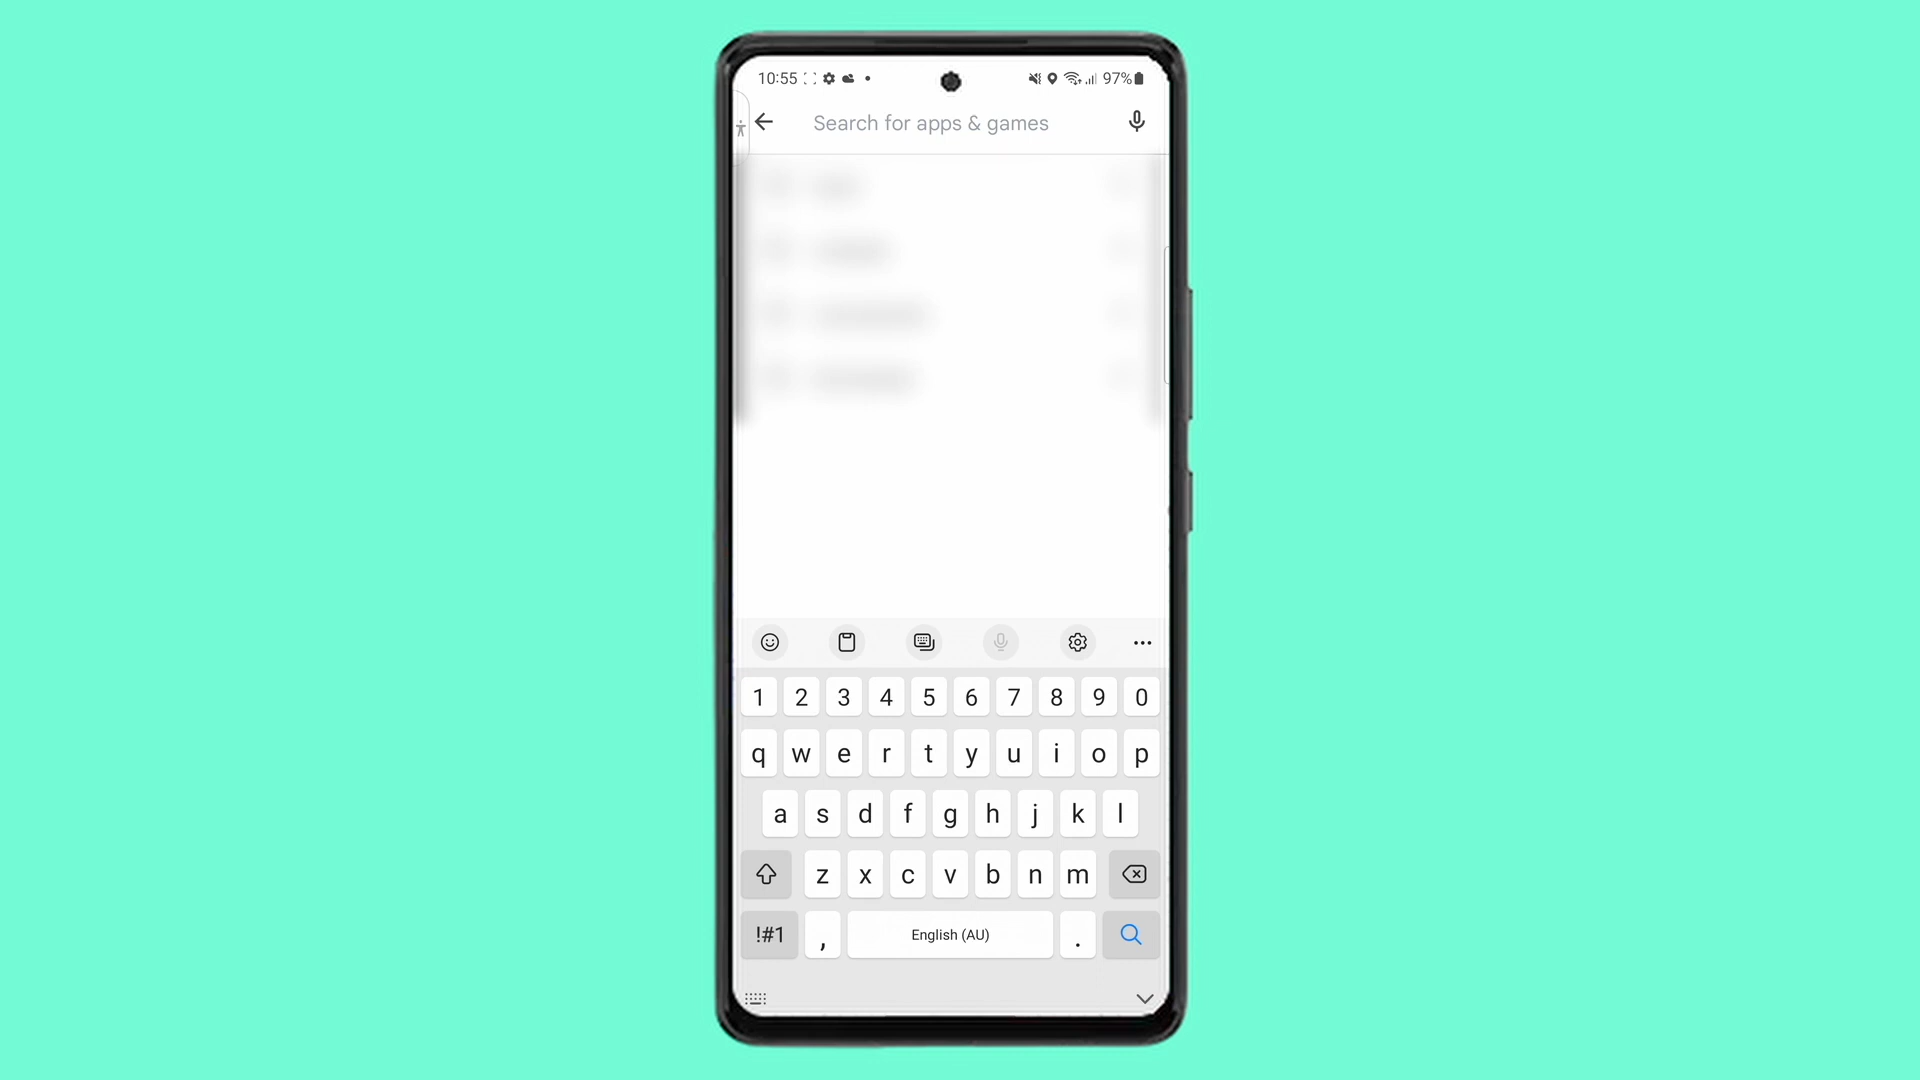 10:55 97%
Search for apps & games
1 2 3 4 5 6 7 8 9 0
q w e r t y u i o p
a s d f g h j k l
z x c v b n m
!#1 , English (AU) .